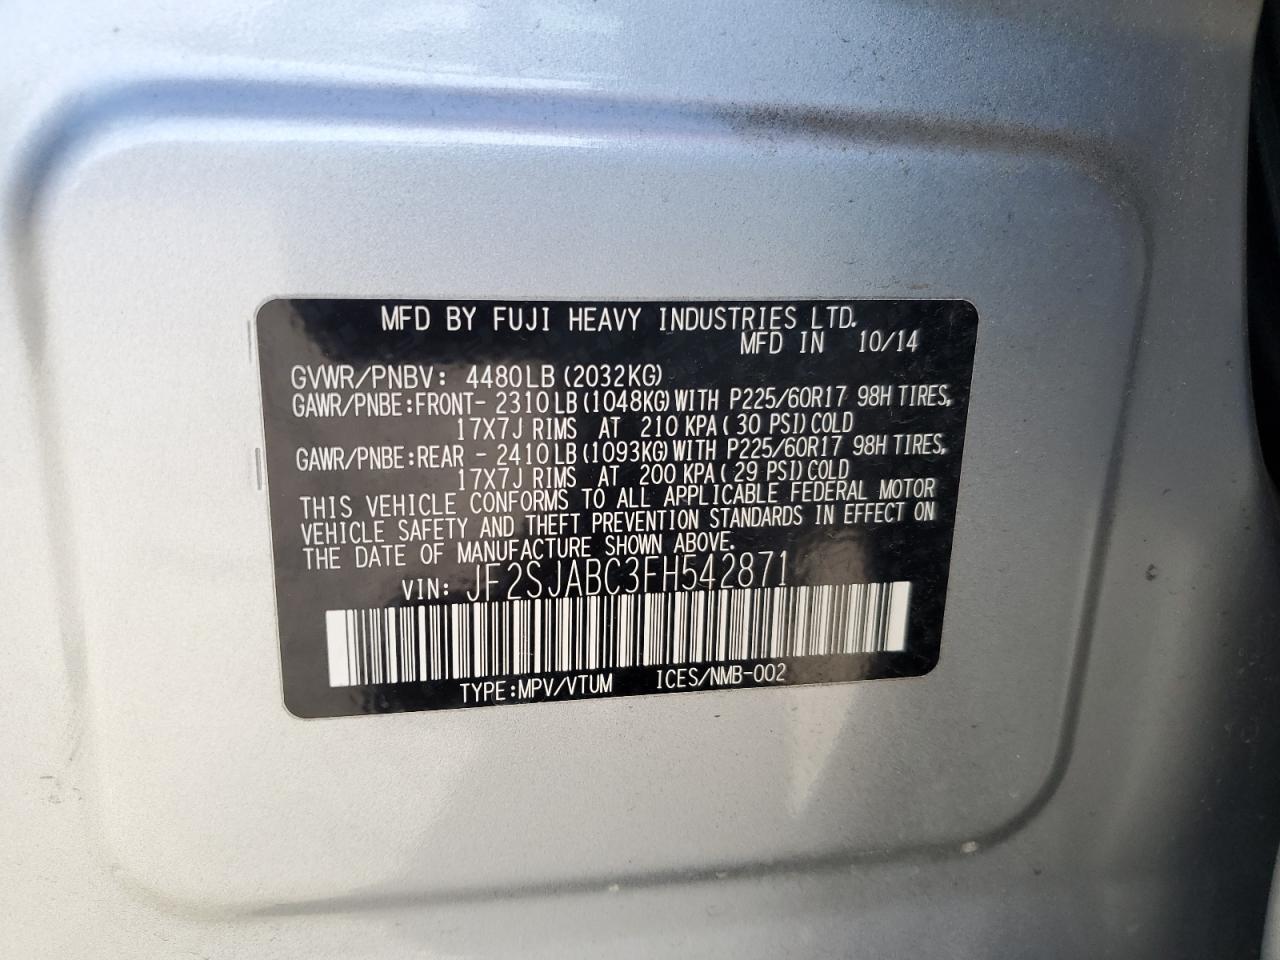 MFD BY FUJI HEAVY INDUSTRIES LTD.
MFD IN 10/14
GVWR/PNBV: 4480LB (2032KG)
GAWR/PNBE:FRONT- 2310LB (1048KG) WITH P225/60R17 98H TIRES,
17X7J RIMS AT 210 KPA (30 PSI) COLD
GAWR/PNBE:REAR - 2410LB (1093KG) WITH P225/60R17 98H TIRES,
17X7J RIMS AT 200 KPA (29 PSI) COLD
THIS VEHICLE CONFORMS TO ALL APPLICABLE FEDERAL MOTOR
VEHICLE SAFETY AND THEFT PREVENTION STANDARDS IN EFFECT ON
THE DATE OF MANUFACTURE SHOWN ABOVE.
VIN: JF2SJABC3FH542871
TYPE:MPV/VTUM ICES/NMB-002